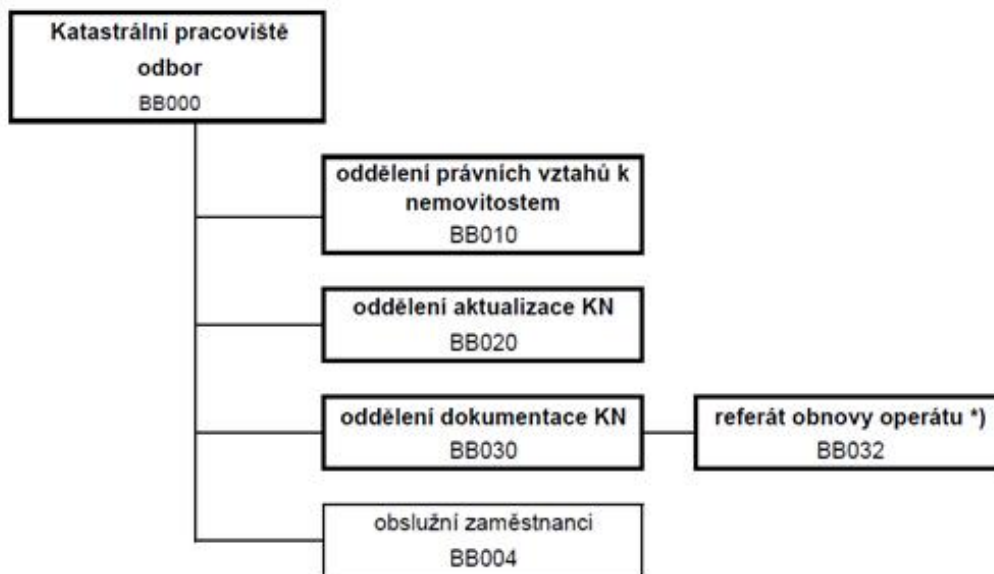 Katastrální pracoviště
odbor
BB000
oddělení právních vztahů k
nemovitostem
BB010
oddělení aktualizace KN
BB020
oddělení dokumentace KN
BB030
referát obnovy operátu *)
BB032
obslužní zaměstnanci
BB004